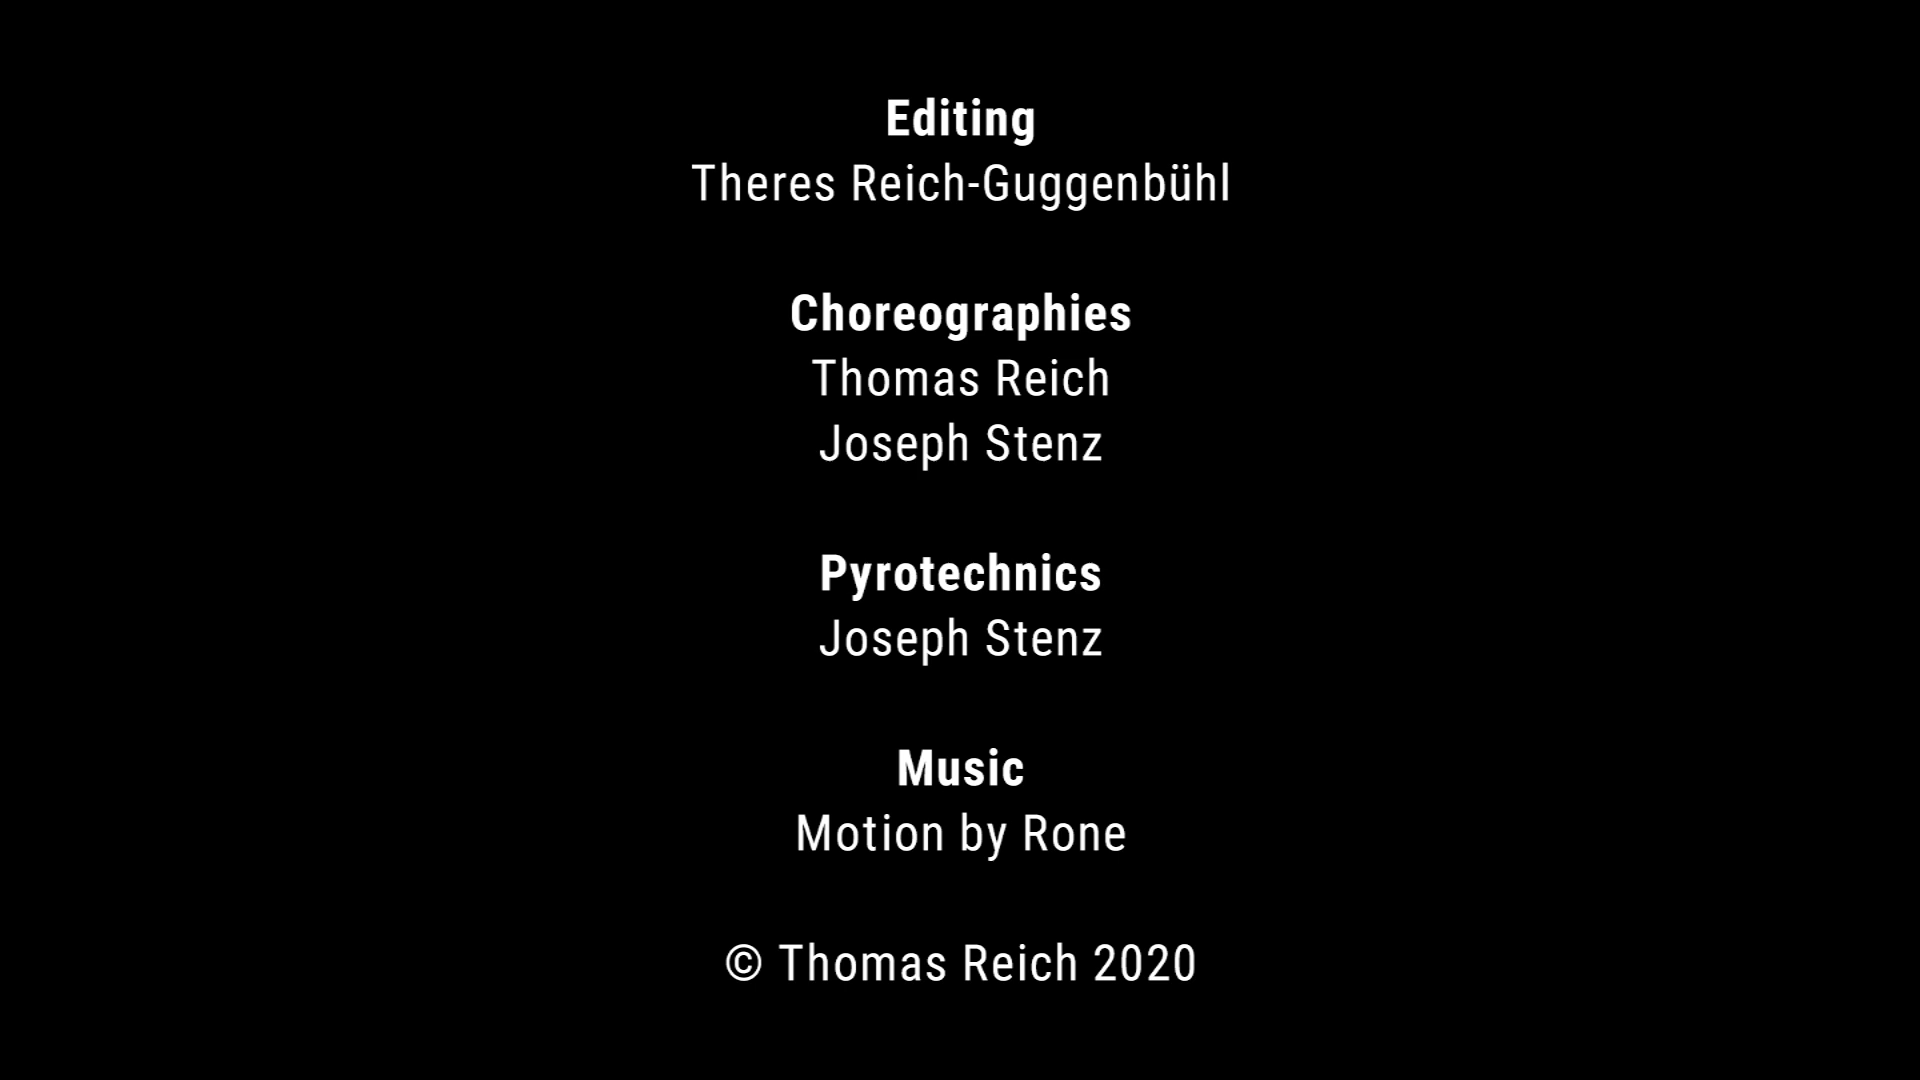 Editing
Theres Reich-Guggenbühl
Choreographies
Thomas Reich
Joseph Stenz
Pyrotechnics
Joseph Stenz
Music
Motion by Rone
© Thomas Reich 2020